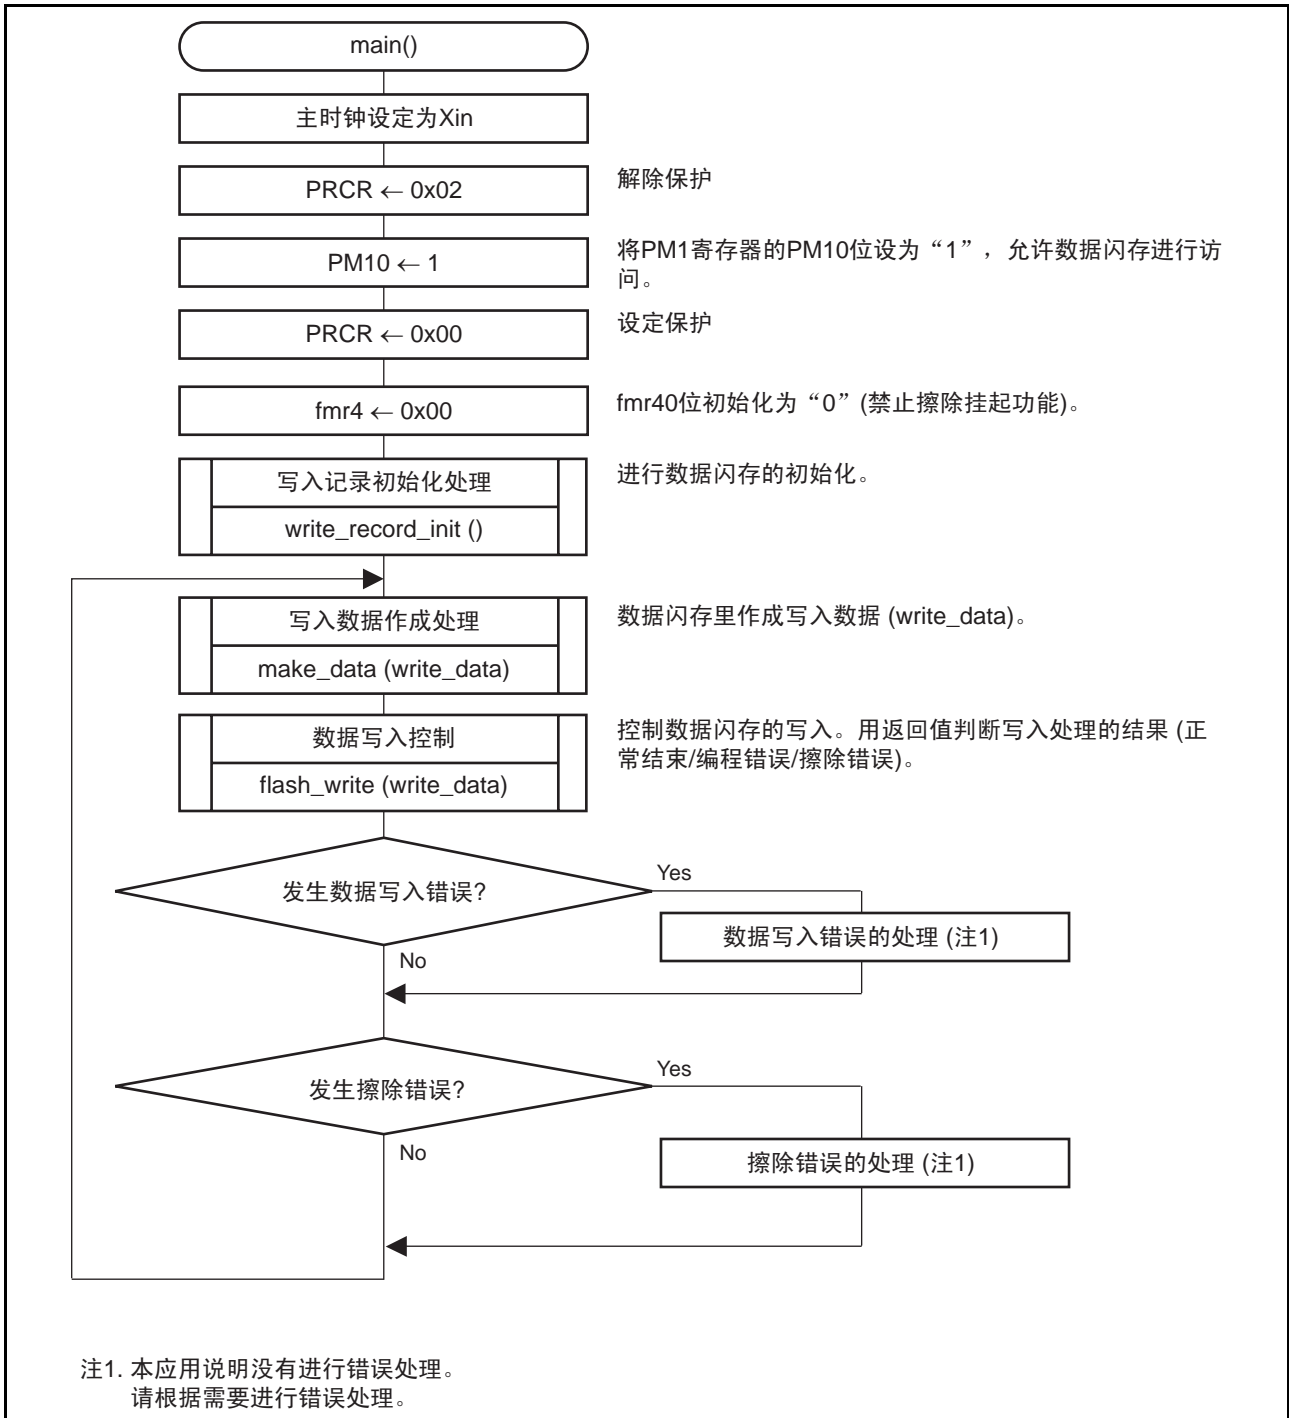 main()
主时钟设定为Xin
PRCR ← 0x02
解除保护
PM10 ← 1
将PM1寄存器的PM10位设为“1”，允许数据闪存进行访
问。
PRCR ← 0x00
设定保护
fmr4 ← 0x00
fmr40位初始化为“0”(禁止擦除挂起功能)。
写入记录初始化处理
write_record_init ()
进行数据闪存的初始化。
写入数据作成处理
make_data (write_data)
数据闪存里作成写入数据 (write_data)。
数据写入控制
flash_write (write_data)
控制数据闪存的写入。用返回值判断写入处理的结果 (正
常结束/编程错误/擦除错误)。
发生数据写入错误?
Yes
数据写入错误的处理 (注1)
No
发生擦除错误?
Yes
擦除错误的处理 (注1)
No
注1. 本应用说明没有进行错误处理。
请根据需要进行错误处理。